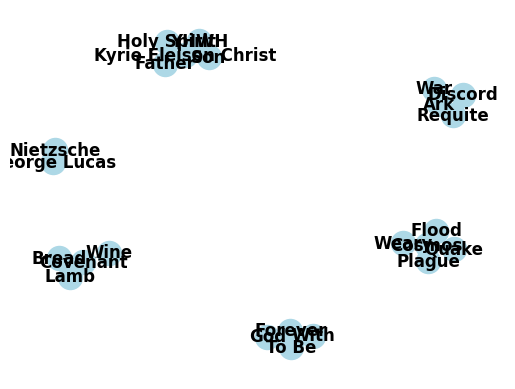 Holy Spirit
YHWH
Kyrie Eleison Christ
Son
Father
War
Discord
Ark
Requite
Nietzsche
eorge Lucas
Flood
Weary
Cosmos
Quake
Plague
Wine
Bread
Covenant
Lamb
Forever
God With
To Be